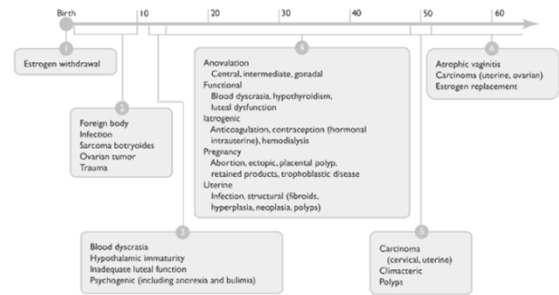 Birth 10 20 30 40 50 60
1
Estrogen withdrawal
2
Foreign body
Infection
Sarcoma botryoides
Ovarian tumor
Trauma
3
Blood dyscrasia
Hypothalamic immaturity
Inadequate luteal function
Psychogenic (including anorexia and bulimia)
4
Anovulation
Central, intermediate, gonadal
Functional
Blood dyscrasia, hypothyroidism,
luteal dysfunction
Iatrogenic
Anticoagulation, contraception (hormonal
intrauterine), hemodialysis
Pregnancy
Abortion, ectopic, placental polyp,
retained products, trophoblastic disease
Uterine
Infection, structural (fibroids,
hyperplasia, neoplasia, polyps)
5
Carcinoma
(cervical, uterine)
Climacteric
Polyps
6
Atrophic vaginitis
Carcinoma (uterine, ovarian)
Estrogen replacement